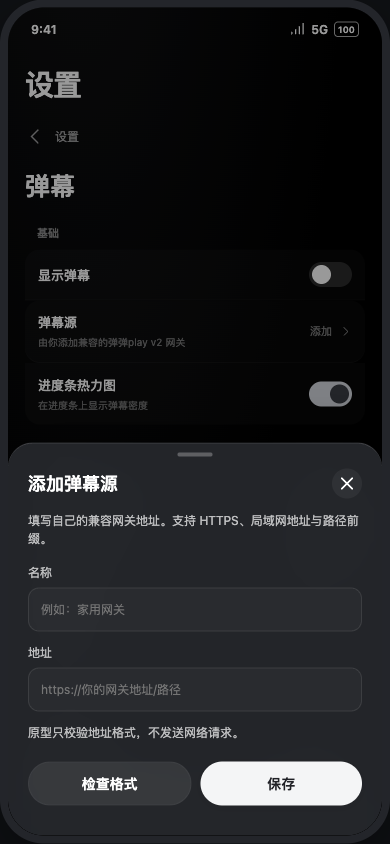 9:41
5G
100
设置
设置
弹幕
基础
显示弹幕
弹幕源
由你添加兼容的弹弹play v2 网关
添加
进度条热力图
在进度条上显示弹幕密度
添加弹幕源
填写自己的兼容网关地址。支持 HTTPS、局域网地址与路径前
缀。
名称
例如：家用网关
地址
https://你的网关地址/路径
原型只校验地址格式，不发送网络请求。
检查格式
保存